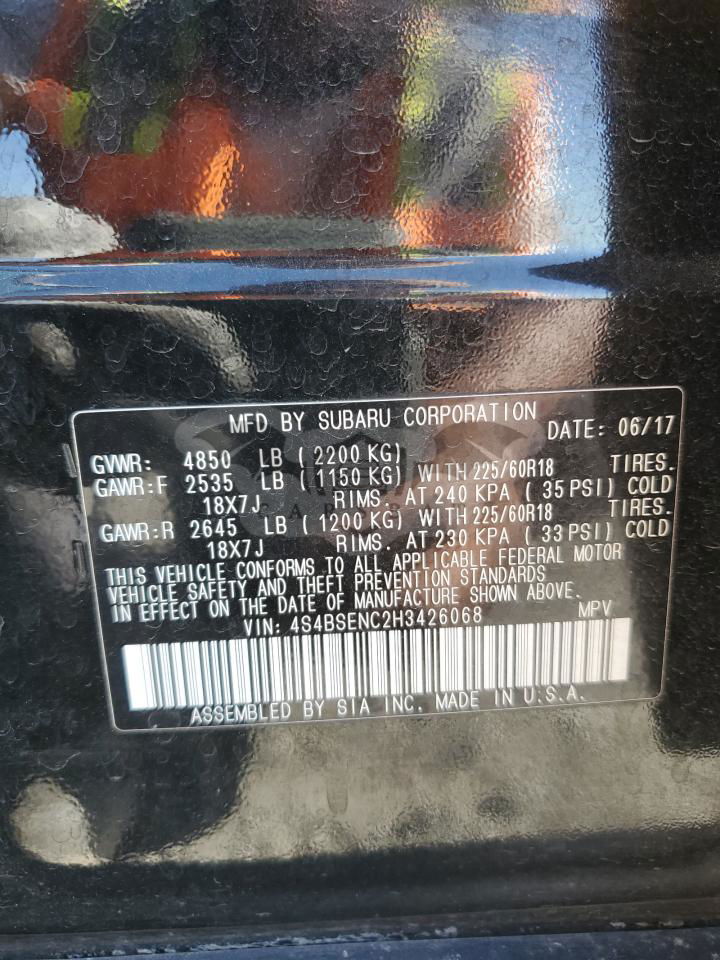 MFD BY SUBARU CORPORATION DATE: 06/17
GVWR: 4850 LB ( 2200 KG)
GAWR:F 2535 LB ( 1150 KG) WITH 225/60R18 TIRES.
18X7J RIMS. AT 240 KPA ( 35 PSI) COLD
GAWR:R 2645 LB ( 1200 KG) WITH 225/60R18 TIRES.
18X7J RIMS. AT 230 KPA ( 33 PSI) COLD
THIS VEHICLE CONFORMS TO ALL APPLICABLE FEDERAL MOTOR
VEHICLE SAFETY AND THEFT PREVENTION STANDARDS
IN EFFECT ON THE DATE OF MANUFACTURE SHOWN ABOVE.
VIN: 4S4BSENC2H3426068 MPV
ASSEMBLED BY SIA INC. MADE IN U.S.A.